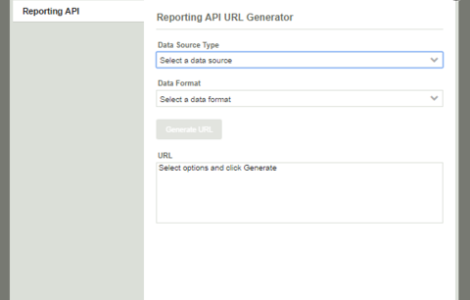 Reporting API
Reporting API URL Generator
Data Source Type
Select a data source
Data Format
Select a data format
Generate URL
URL
Select options and click Generate